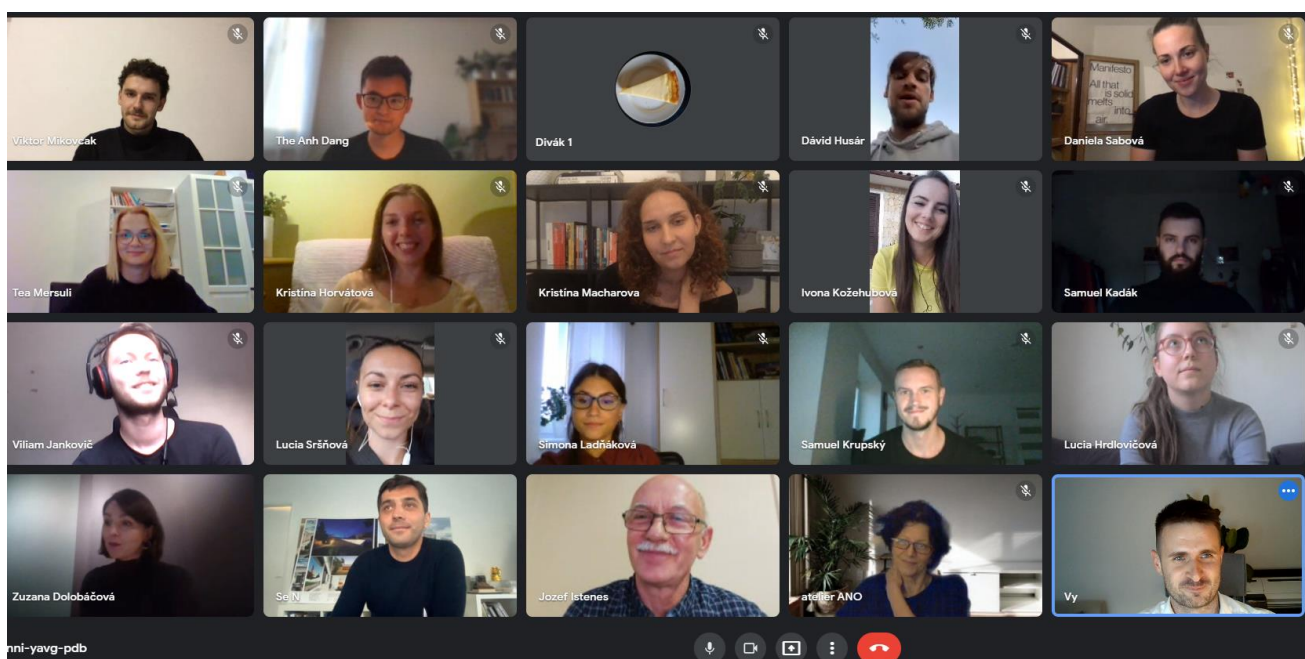 Viktor Mikovcak
The Anh Dang
Divák 1
Dávid Husár
Manifesto
All that
is solid
melts
into
air.
Daniela Sabová
Tea Mersuli
Kristína Horvátová
Kristína Macharova
Ivona Kožehubová
Samuel Kadák
Viliam Jankovič
Lucia Sršňová
Simona Ladňáková
Samuel Krupský
Lucia Hrdlovičová
Zuzana Dolobáčová
Se N
Jozef Istenes
atelier ANO
Vy
nni-yavg-pdb